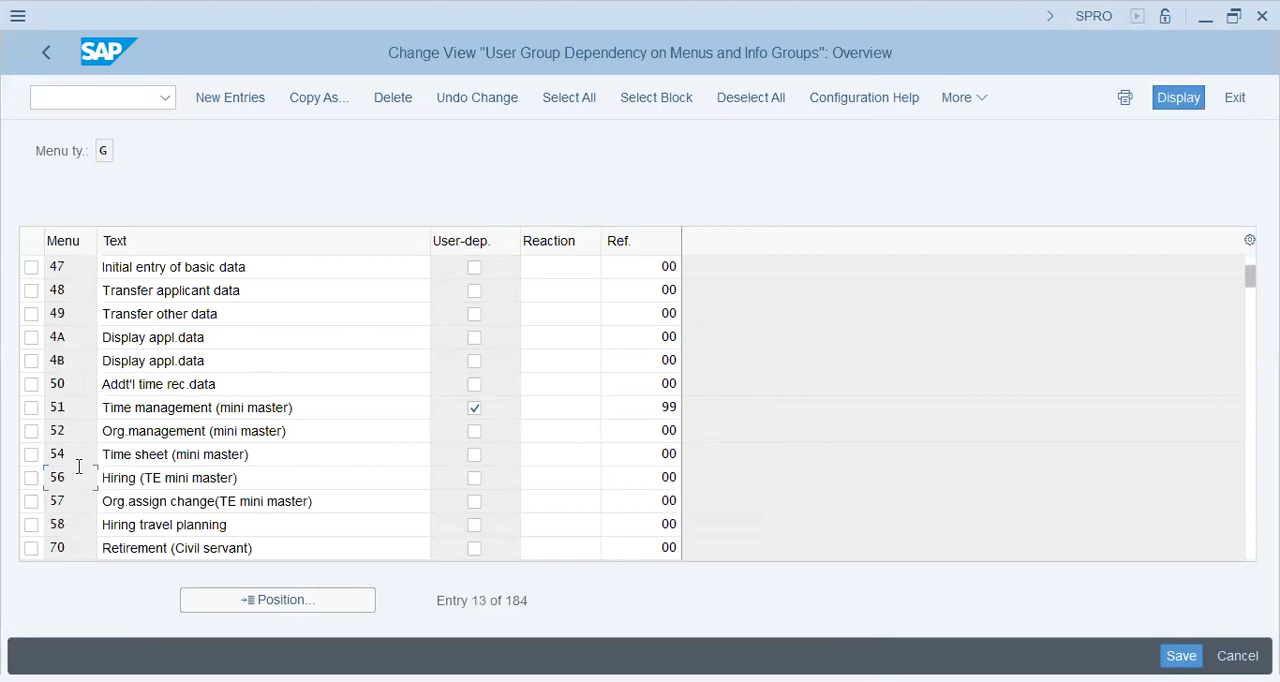 SPRO
SAP
Change View "User Group Dependency on Menus and Info Groups": Overview
New Entries Copy As... Delete Undo Change Select All Select Block Deselect All Configuration Help More Display Exit
Menu ty.: G
Menu Text User-dep. Reaction Ref.
47 Initial entry of basic data 00
48 Transfer applicant data 00
49 Transfer other data 00
4A Display appl.data 00
4B Display appl.data 00
50 Addt'l time rec.data 00
51 Time management (mini master) 99
52 Org.management (mini master) 00
54 Time sheet (mini master) 00
56 Hiring (TE mini master) 00
57 Org.assign change(TE mini master) 00
58 Hiring travel planning 00
70 Retirement (Civil servant) 00
Position... Entry 13 of 184
Save Cancel